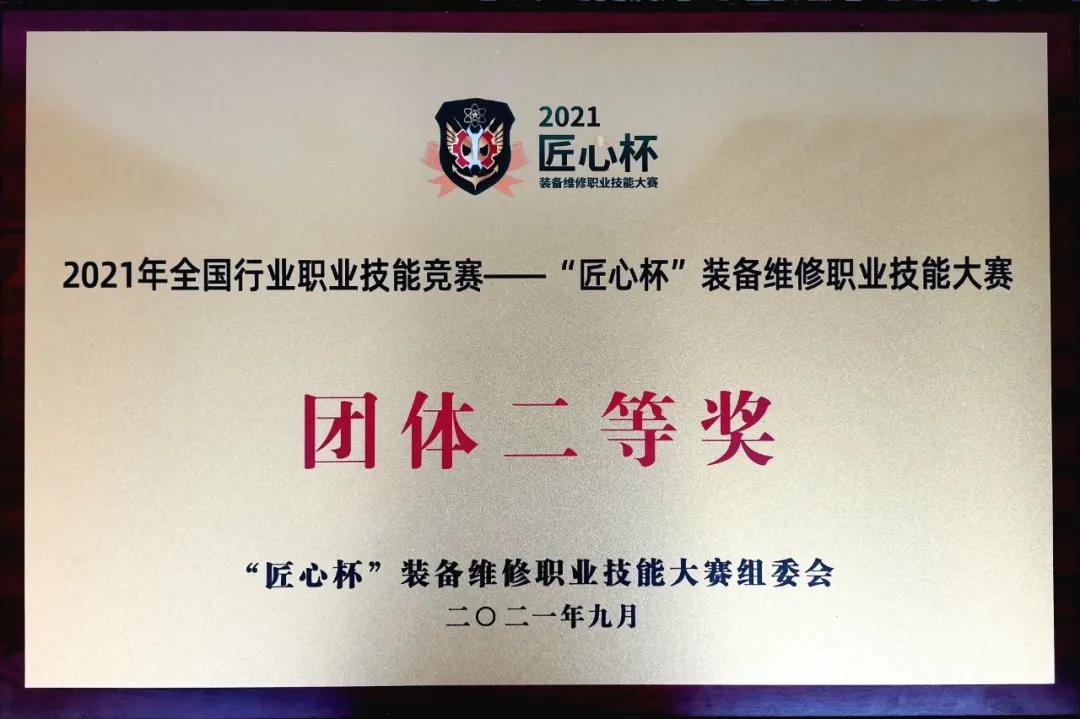 2021
匠心杯
装备维修职业技能大赛
2021年全国行业职业技能竞赛——“匠心杯”装备维修职业技能大赛
团体二等奖
“匠心杯”装备维修职业技能大赛组委会
二〇二一年九月